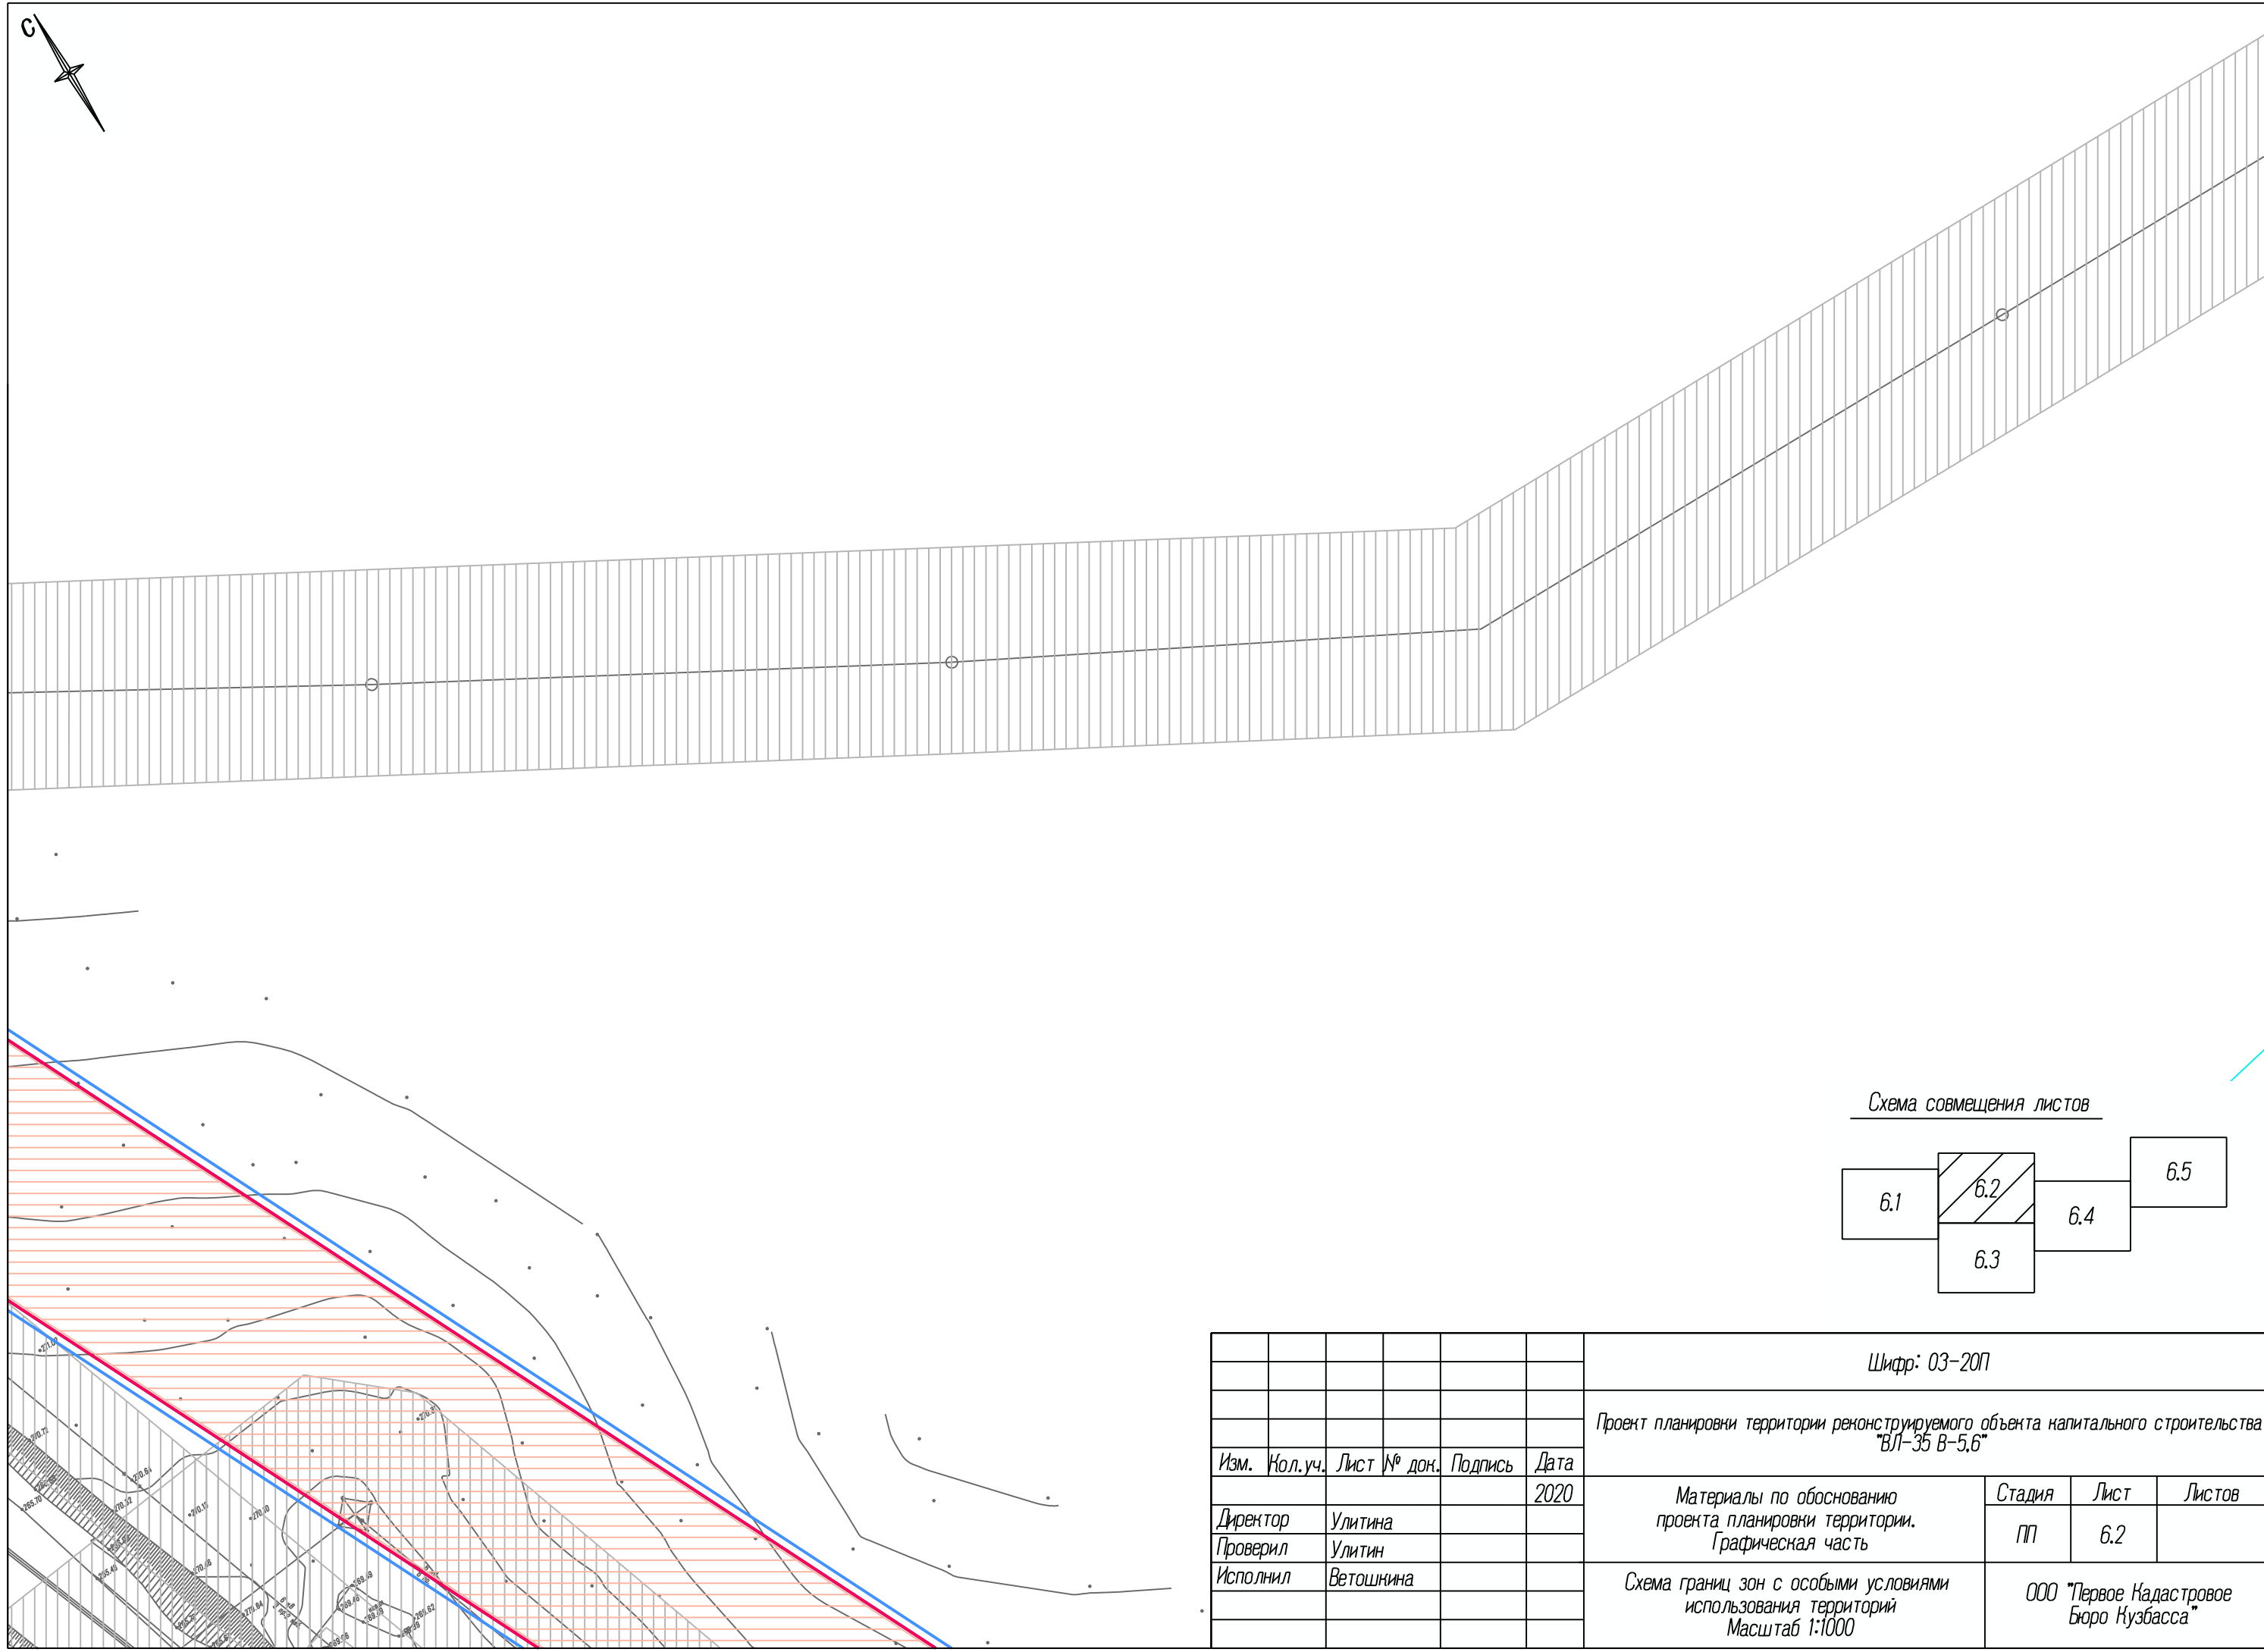 С
Схема совмещения листов
6.1
6.2
6.3
6.4
6.5
Шифр: 03-20П
Проект планировки территории реконструируемого объекта капитального строительства
"ВЛ-35 В-5,6"
Изм. Кол.уч. Лист № док. Подпись Дата
2020
Директор Улитина
Проверил Улитин
Исполнил Ветошкина
Материалы по обоснованию
проекта планировки территории.
Графическая часть
Стадия Лист Листов
ПП 6.2
Схема границ зон с особыми условиями
использования территорий
Масштаб 1:1000
ООО "Первое Кадастровое
Бюро Кузбасса"